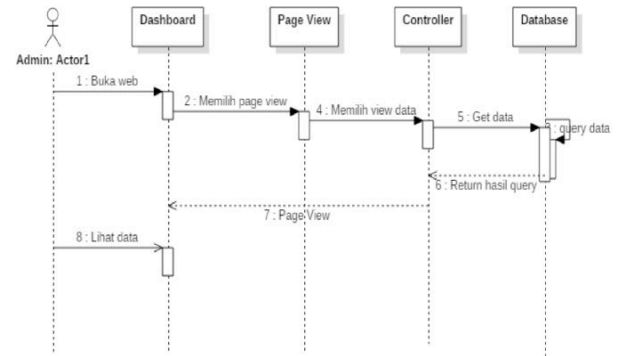 Dashboard
Page View
Controller
Database
Admin: Actor1
1 : Buka web
2 : Memilih page view
4 : Memilih view data
5 : Get data
: query data
6 : Return hasil query
7 : Page View
8 : Lihat data